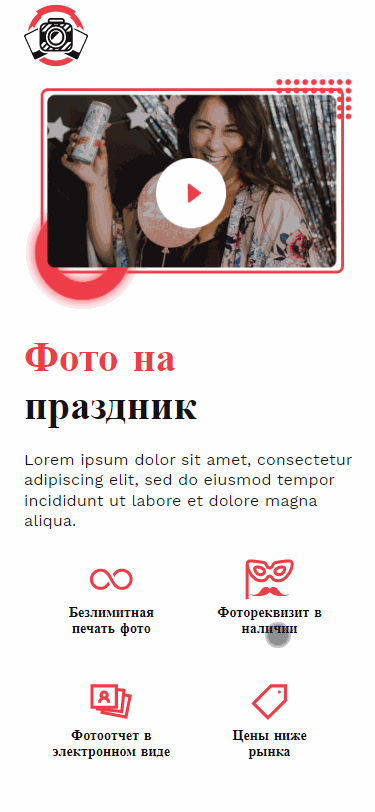 Фото на
праздник
Lorem ipsum dolor sit amet, consectetur
adipiscing elit, sed do eiusmod tempor
incididunt ut labore et dolore magna
aliqua.
Безлимитная
печать фото
Фотореквизит в
наличии
Фотоотчет в
электронном виде
Цены ниже
рынка